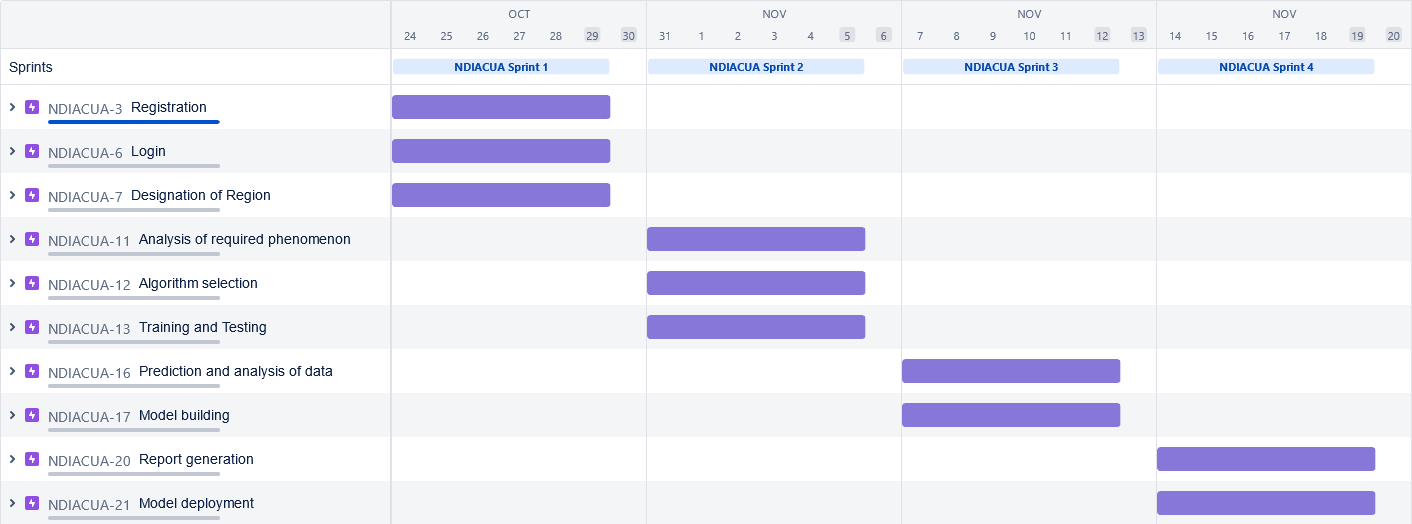 OCT NOV NOV NOV
24 25 26 27 28 29 30 31 1 2 3 4 5 6 7 8 9 10 11 12 13 14 15 16 17 18 19 20
Sprints NDIACUA Sprint 1 NDIACUA Sprint 2 NDIACUA Sprint 3 NDIACUA Sprint 4
NDIACUA-3 Registration
NDIACUA-6 Login
NDIACUA-7 Designation of Region
NDIACUA-11 Analysis of required phenomenon
NDIACUA-12 Algorithm selection
NDIACUA-13 Training and Testing
NDIACUA-16 Prediction and analysis of data
NDIACUA-17 Model building
NDIACUA-20 Report generation
NDIACUA-21 Model deployment